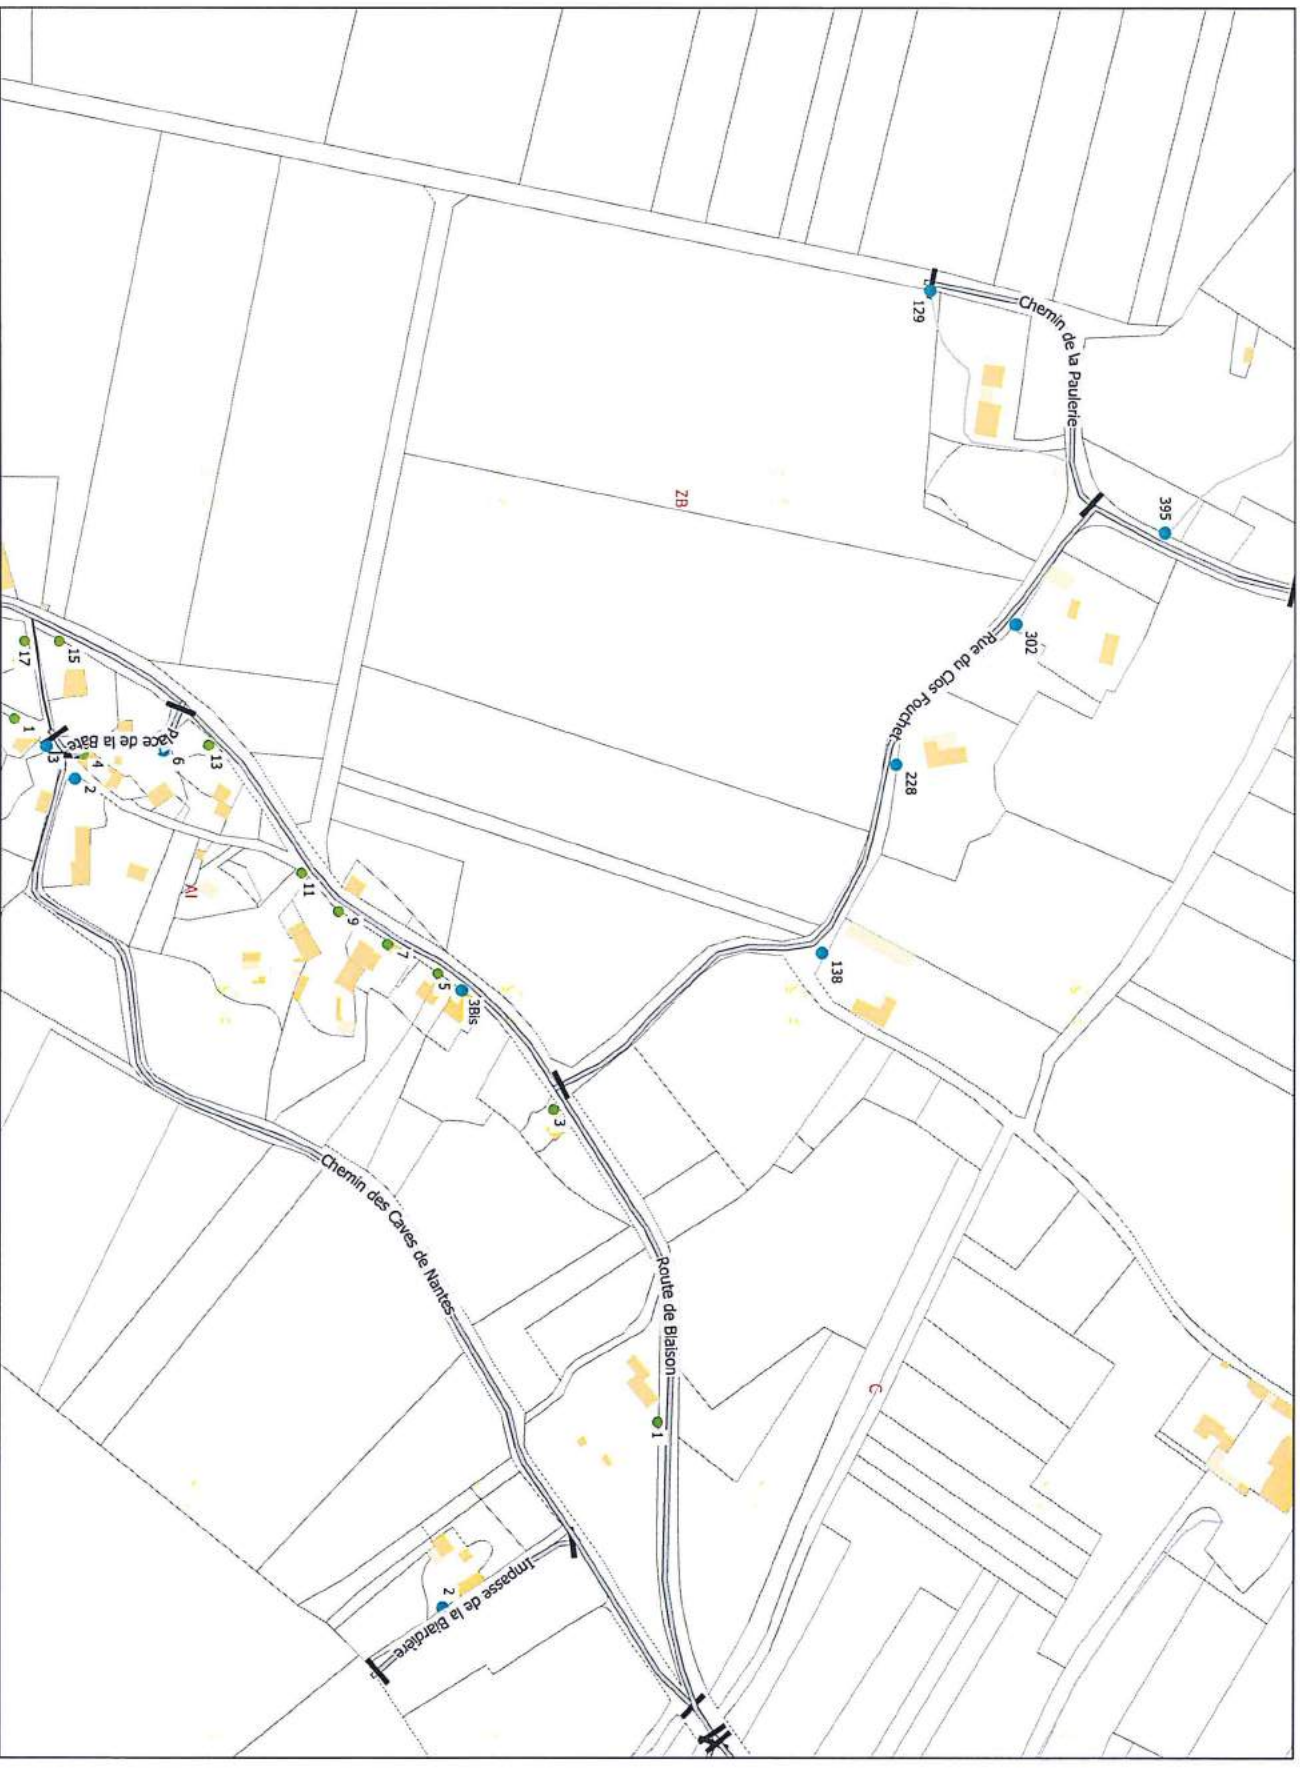 129
Chemin de la Paulerie
395
ZB
302
Rue du Clos Fouchet
228
15
17
1
Place de la Bate
3
4
2
6
13
138
AI
11
9
7
5
3Bis
3
Chemin des Caves de Nantes
Route de Blaison
C
1
2
Impasse de la Biardière